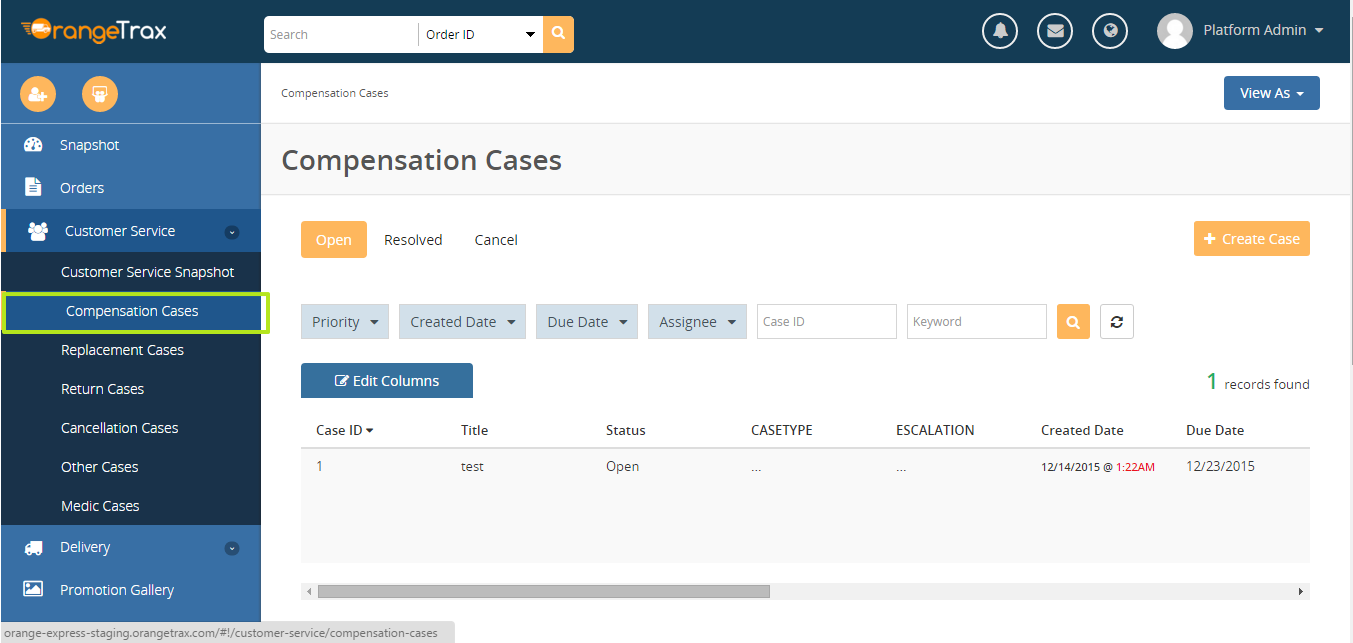 OrangeTrax
Search
Order ID
Platform Admin
Compensation Cases
View As
Snapshot
Orders
Customer Service
Customer Service Snapshot
Compensation Cases
Replacement Cases
Return Cases
Cancellation Cases
Other Cases
Medic Cases
Delivery
Promotion Gallery
Compensation Cases
Open Resolved Cancel
Create Case
Priority Created Date Due Date Assignee Case ID Keyword
Edit Columns
1 records found
Case ID Title Status CASETYPE ESCALATION Created Date Due Date
1 test Open ... ... 12/14/2015 @ 1:22AM 12/23/2015
orange-express-staging.orangetrax.com/#!/customer-service/compensation-cases